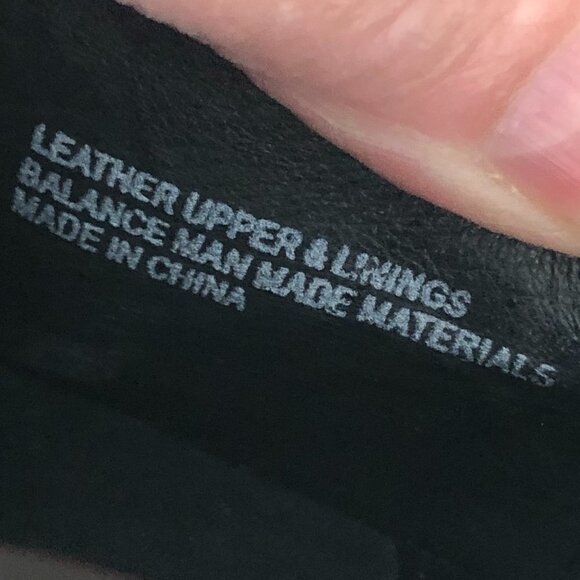 LEATHER UPPER & LININGS
BALANCE MAN MADE MATERIALS
MADE IN CHINA